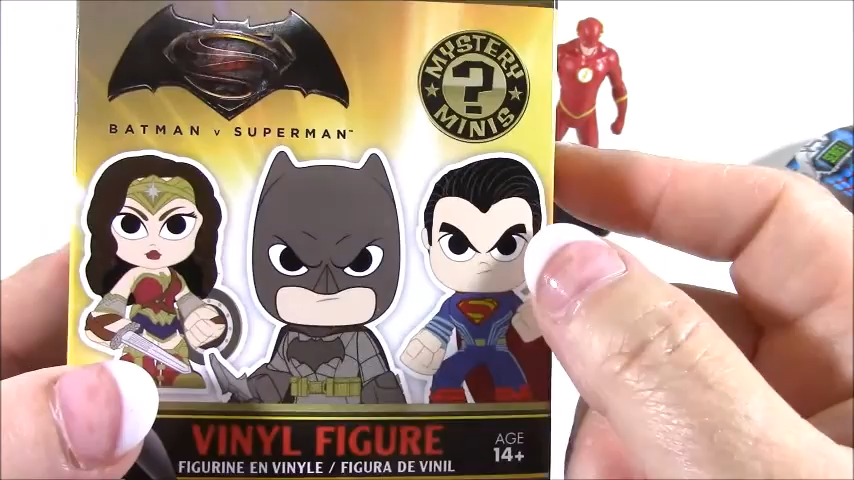 MYSTERY
?
MINIS
BATMAN v SUPERMAN™
VINYL FIGURE
FIGURINE EN VINYLE / FIGURA DE VINIL
AGE
14+